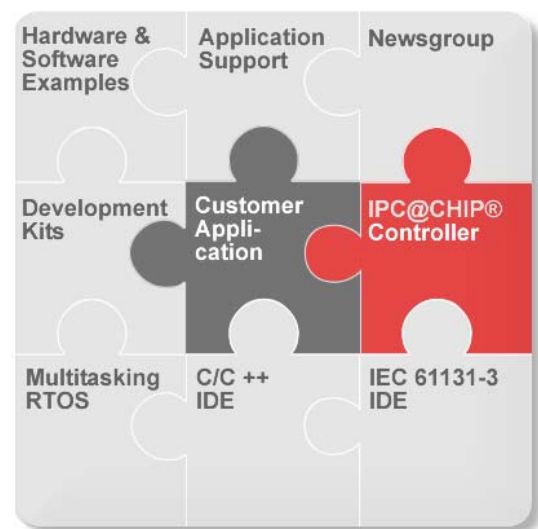 Hardware &
Software
Examples
Application
Support
Newsgroup
Development
Kits
Customer
Appli-
cation
IPC@CHIP®
Controller
Multitasking
RTOS
C/C ++
IDE
IEC 61131-3
IDE